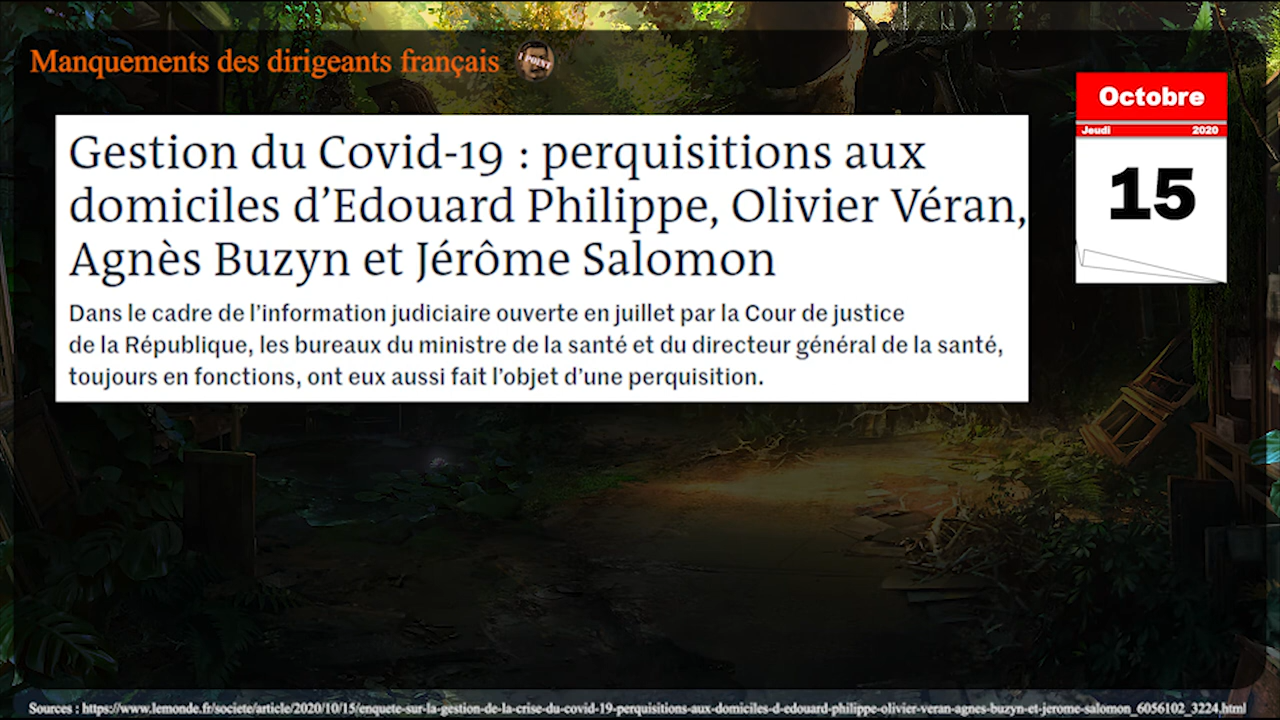 Manquements des dirigeants français
1 POINT
Octobre
Jeudi 2020
15
Gestion du Covid-19 : perquisitions aux
domiciles d’Edouard Philippe, Olivier Véran,
Agnès Buzyn et Jérôme Salomon
Dans le cadre de l’information judiciaire ouverte en juillet par la Cour de justice
de la République, les bureaux du ministre de la santé et du directeur général de la santé,
toujours en fonctions, ont eux aussi fait l’objet d’une perquisition.
Sources : https://www.lemonde.fr/societe/article/2020/10/15/enquete-sur-la-gestion-de-la-crise-du-covid-19-perquisitions-aux-domiciles-d-edouard-philippe-olivier-veran-agnes-buzyn-et-jerome-salomon_6056102_3224.html